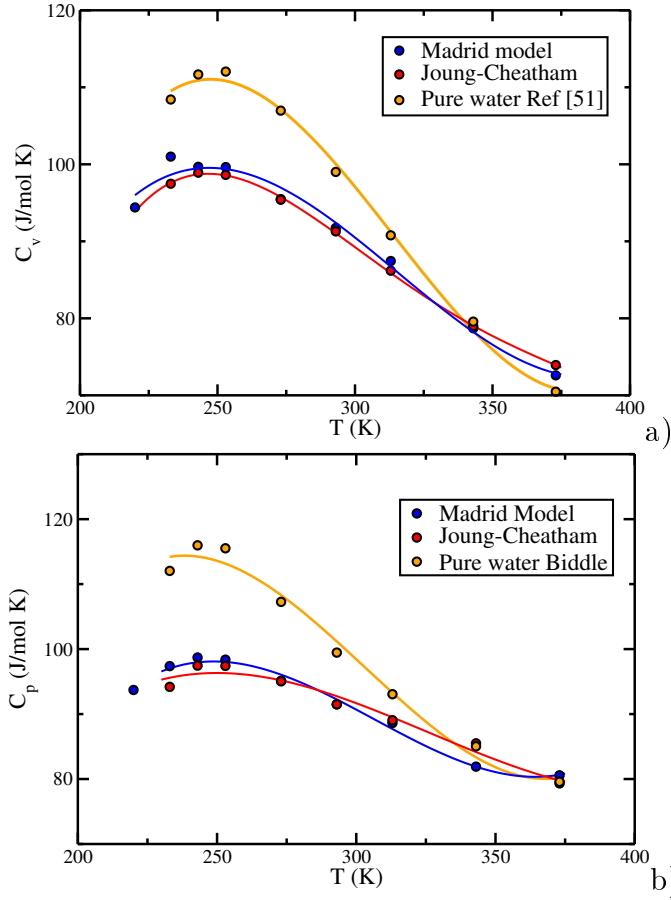 120
100
80
C_v (J/mol K)
Madrid model
Joung-Cheatham
Pure water Ref [51]
200 250 300 350 400
T (K)
a)
120
100
80
C_p (J/mol K)
Madrid Model
Joung-Cheatham
Pure water Biddle
200 250 300 350 400
T (K)
b)